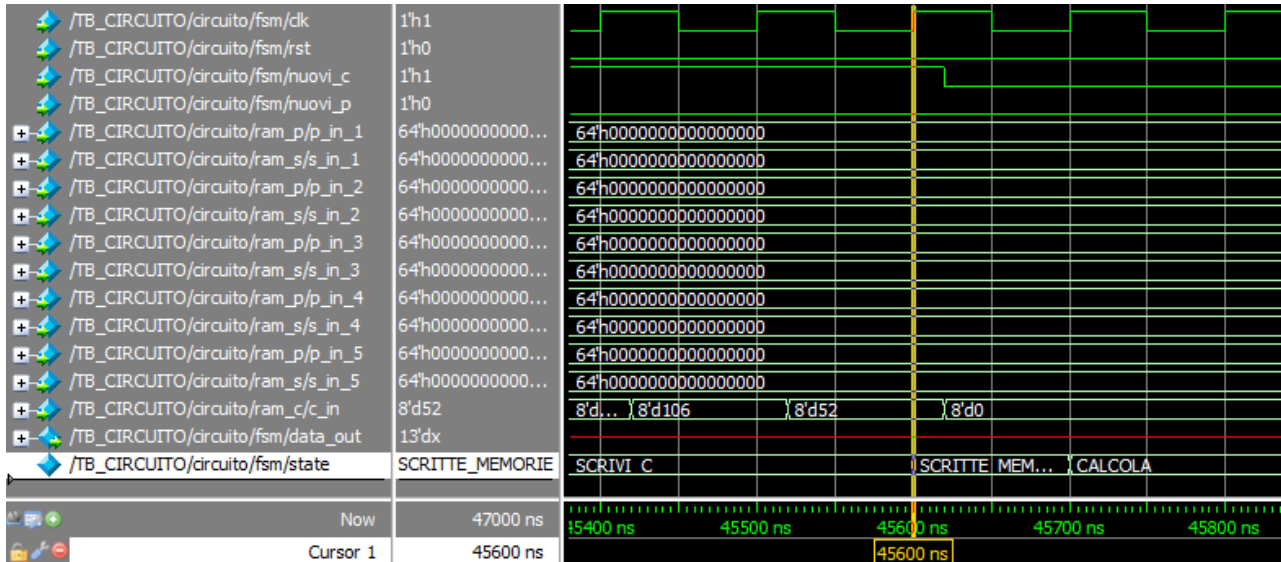 /TB_CIRCUITO/circuito/fsm/clk 1'h1
/TB_CIRCUITO/circuito/fsm/rst 1'h0
/TB_CIRCUITO/circuito/fsm/nuovi_c 1'h1
/TB_CIRCUITO/circuito/fsm/nuovi_p 1'h0
/TB_CIRCUITO/circuito/ram_p/p_in_1 64'h0000000000... 64'h0000000000000000
/TB_CIRCUITO/circuito/ram_s/s_in_1 64'h0000000000... 64'h0000000000000000
/TB_CIRCUITO/circuito/ram_p/p_in_2 64'h0000000000... 64'h0000000000000000
/TB_CIRCUITO/circuito/ram_s/s_in_2 64'h0000000000... 64'h0000000000000000
/TB_CIRCUITO/circuito/ram_p/p_in_3 64'h0000000000... 64'h0000000000000000
/TB_CIRCUITO/circuito/ram_s/s_in_3 64'h0000000000... 64'h0000000000000000
/TB_CIRCUITO/circuito/ram_p/p_in_4 64'h0000000000... 64'h0000000000000000
/TB_CIRCUITO/circuito/ram_s/s_in_4 64'h0000000000... 64'h0000000000000000
/TB_CIRCUITO/circuito/ram_p/p_in_5 64'h0000000000... 64'h0000000000000000
/TB_CIRCUITO/circuito/ram_s/s_in_5 64'h0000000000... 64'h0000000000000000
/TB_CIRCUITO/circuito/ram_c/c_in 8'd52 8'd... 8'd106 8'd52 8'd0
/TB_CIRCUITO/circuito/fsm/data_out 13'dx
/TB_CIRCUITO/circuito/fsm/state SCRITTE_MEMORIE SCRIVI_C SCRITTE_MEM... CALCOLA
Now 47000 ns 45400 ns 45500 ns 45600 ns 45700 ns 45800 ns
Cursor 1 45600 ns 45600 ns